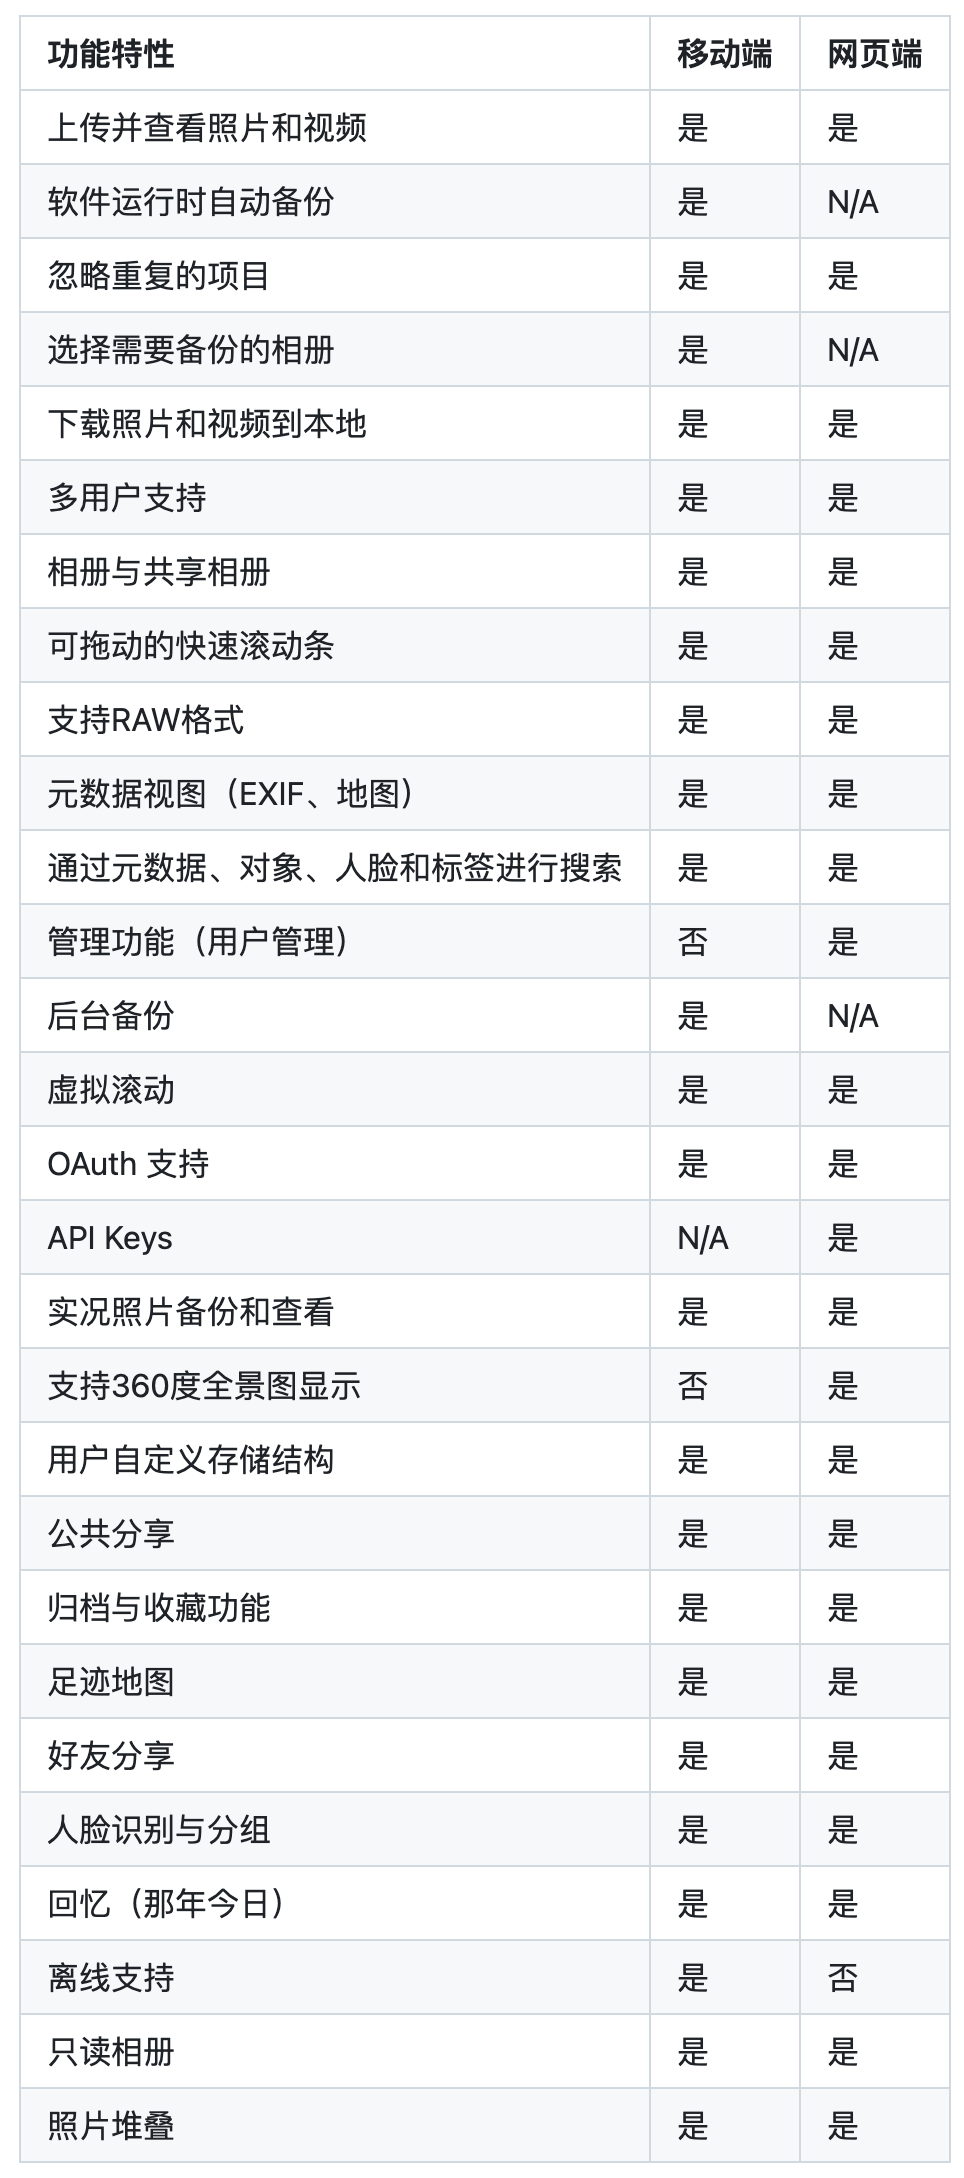 功能特性 移动端 网页端
上传并查看照片和视频 是 是
软件运行时自动备份 是 N/A
忽略重复的项目 是 是
选择需要备份的相册 是 N/A
下载照片和视频到本地 是 是
多用户支持 是 是
相册与共享相册 是 是
可拖动的快速滚动条 是 是
支持RAW格式 是 是
元数据视图（EXIF、地图） 是 是
通过元数据、对象、人脸和标签进行搜索 是 是
管理功能（用户管理） 否 是
后台备份 是 N/A
虚拟滚动 是 是
OAuth 支持 是 是
API Keys N/A 是
实况照片备份和查看 是 是
支持360度全景图显示 否 是
用户自定义存储结构 是 是
公共分享 是 是
归档与收藏功能 是 是
足迹地图 是 是
好友分享 是 是
人脸识别与分组 是 是
回忆（那年今日） 是 是
离线支持 是 否
只读相册 是 是
照片堆叠 是 是